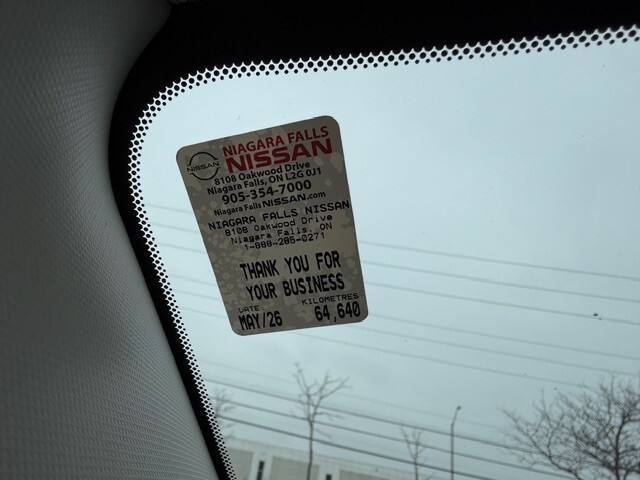 NISSAN
NIAGARA FALLS
NISSAN
8108 Oakwood Drive
Niagara Falls, ON L2G 0J1
905-354-7000
NiagaraFallsNISSAN.com
NIAGARA FALLS NISSAN
8108 Oakwood Drive
Niagara Falls, ON
1-888-285-0271
THANK YOU FOR
YOUR BUSINESS
DATE KILOMETRES
MAY/26 64,640